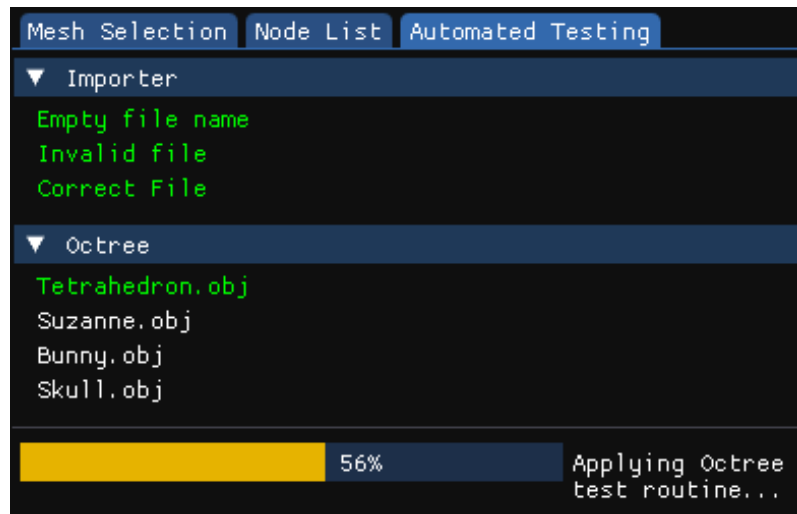 Mesh Selection Node List Automated Testing
Importer
Empty file name
Invalid file
Correct File
Octree
Tetrahedron.obj
Suzanne.obj
Bunny.obj
Skull.obj
56% Applying Octree
test routine...